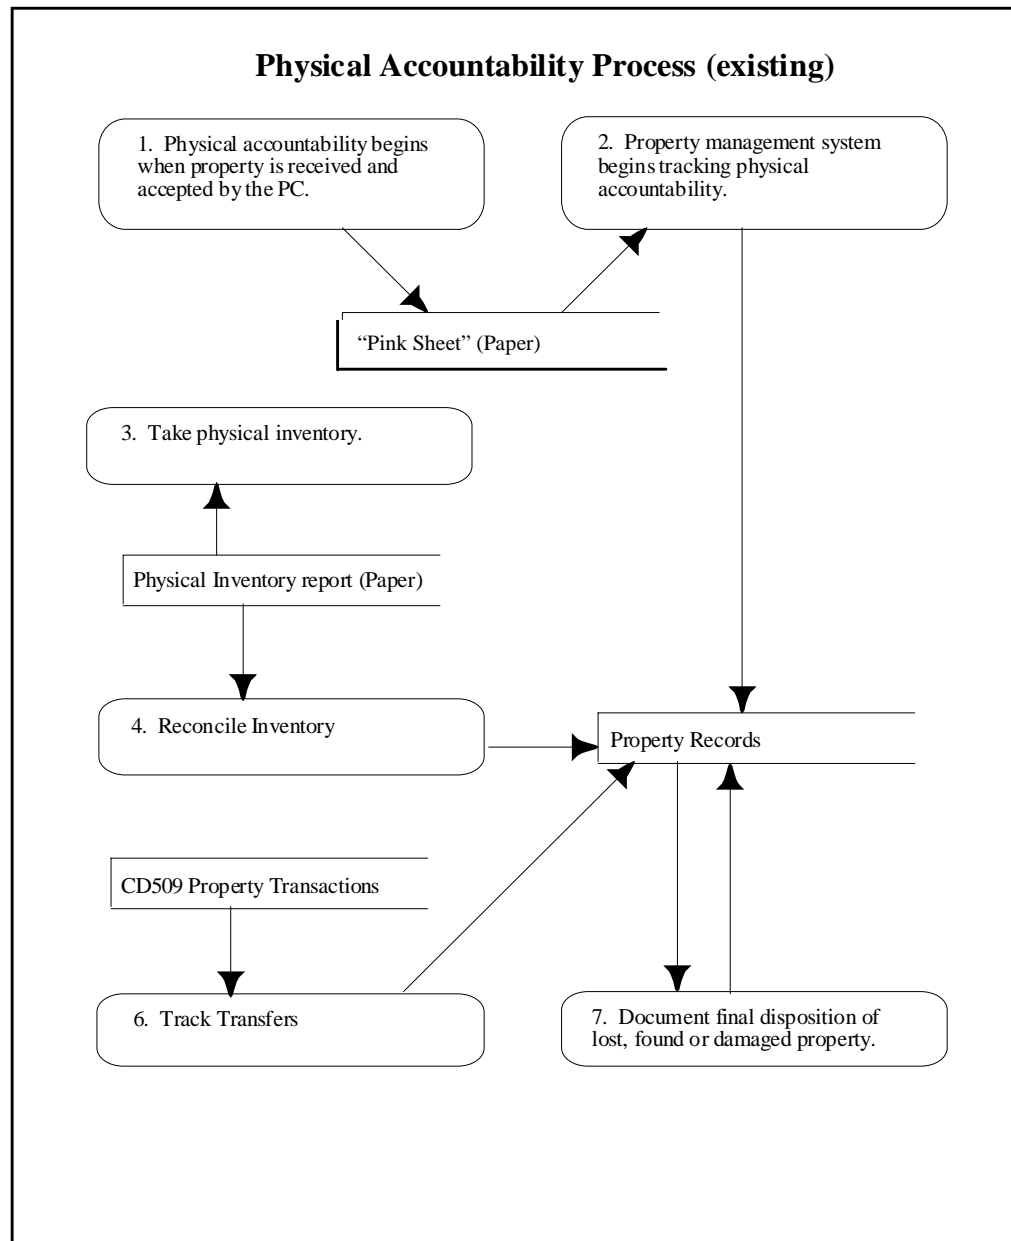 Physical Accountability Process (existing)
1. Physical accountability begins
when property is received and
accepted by the PC.
2. Property management system
begins tracking physical
accountability.
“Pink Sheet” (Paper)
3. Take physical inventory.
Physical Inventory report (Paper)
4. Reconcile Inventory
Property Records
CD509 Property Transactions
6. Track Transfers
7. Document final disposition of
lost, found or damaged property.